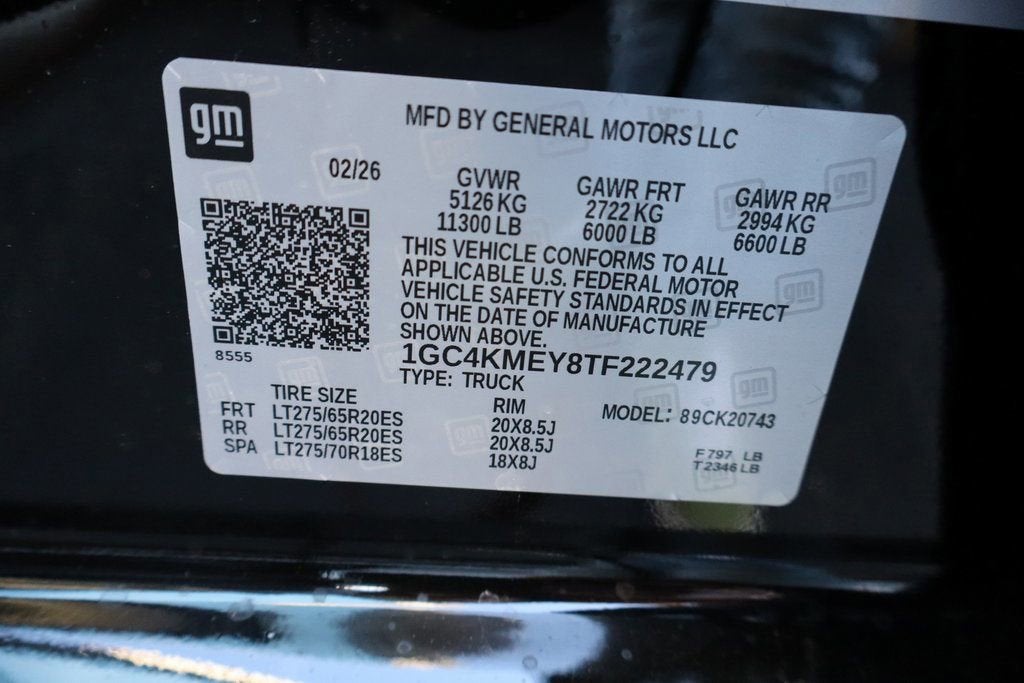 gm
MFD BY GENERAL MOTORS LLC
02/26
GVWR
5126 KG
11300 LB
GAWR FRT
2722 KG
6000 LB
GAWR RR
2994 KG
6600 LB
THIS VEHICLE CONFORMS TO ALL
APPLICABLE U.S. FEDERAL MOTOR
VEHICLE SAFETY STANDARDS IN EFFECT
ON THE DATE OF MANUFACTURE
SHOWN ABOVE.
8555
1GC4KMEY8TF222479
TYPE: TRUCK
TIRE SIZE
RIM
MODEL: 89CK20743
FRT LT275/65R20ES 20X8.5J
RR LT275/65R20ES 20X8.5J
SPA LT275/70R18ES 18X8J
F 797 LB
T 2346 LB